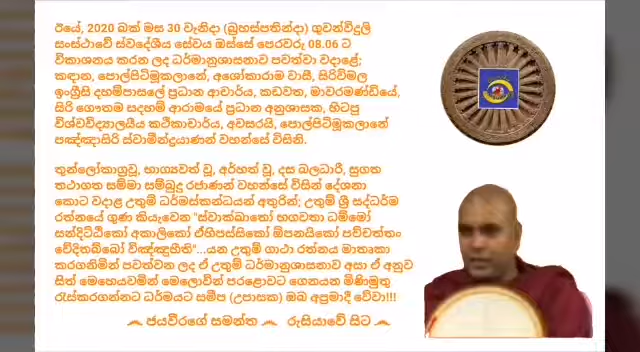 ඊයේ, 2020 බක් මස 30 වැනිදා (බ්‍රහස්පතින්දා) ගුවන්විදුලි
සංස්ථාවේ ස්වදේශීය සේවය ඔස්සේ පෙරවරු 08.06 ට
විකාශනය කරන ලද ධර්මානුශාසනාව පවත්වා වදාළේ;
කඳාන, පොල්පිටිමූකලානේ, අශෝකාරාම වාසී, සිරිවිමල
ඉංග්‍රීසි දහම්පාසලේ ප්‍රධාන ආචාර්ය, කඩවත, මාවරමණ්ඩියේ,
සිරි ගෞතම සදහම් ආරාමයේ ප්‍රධාන අනුශාසක, හිටපු
විශ්වවිද්‍යාලයීය කථිකාචාර්ය, අවසරයි, පොල්පිටිමූකලානේ
පඤ්ඤාසිරි ස්වාමීන්ද්‍රයාණන් වහන්සේ විසිනි.
තුන්ලෝකාග්‍රවූ, භාග්‍යවත් වූ, අර්හත් වූ, දස බලධාරී, සුගත
තථාගත සම්මා සම්බුදු රජාණන් වහන්සේ විසින් දේශනා
කොට වදාළ උතුම් ධර්මස්කන්ධයන් අතුරින්; උතුම් ශ්‍රී සද්ධර්ම
රත්නයේ ගුණ කියැවෙන "ස්වාක්ඛාතෝ භගවතා ධම්මෝ
සන්දිට්ඨිකෝ අකාලිකෝ ඒහිපස්සිකෝ ඕපනයිකෝ පච්චත්තං
වේදිතබ්බෝ විඤ්ඤූහීති"...යන උතුම් ගාථා රත්නය මාතෘකා
කරගනිමින් පවත්වන ලද ඒ උතුම් ධර්මානුශාසනාව අසා ඒ අනුව
සිත් මෙහෙයවමින් මෙලොවින් පරළොවට ගෙනයන මිණිමුතු
රැස්කරගන්නට ධර්මයට සමීප (උපාසක) ඔබ අප්‍රමාදී වේවා!!!
ජයවීරගේ සමන්ත රුසියාවේ සිට